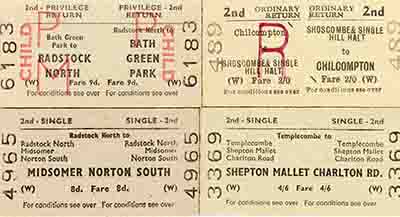 2nd - PRIVILEGE RETURN PRIVILEGE - 2nd RETURN
CHILD
P
6183
Bath Green Park to
RADSTOCK NORTH
(W) Fare 9d.
For conditions see over
Radstock North to
BATH GREEN PARK
Fare 9d. (W)
For conditions see over
CHILD
6183
2nd ORDINARY RETURN ORDINARY RETURN 2nd
R
489
Chilcompton
SHOSCOMBE& SINGLE HILL HALT
(W) Fare 2/0
For conditions see over
SHOSCOMBE& SINGLE HILL HALT
to
CHILCOMPTON
Fare 2/0 (W)
For conditions see over
489
2nd - SINGLE SINGLE - 2nd
4965
Radstock North to
Radstock North Radstock North
Midsomer Midsomer
Norton South Norton South
MIDSOMER NORTON SOUTH
(W) 8d. Fare 8d. (W)
For conditions see over For conditions see over
4965
2nd - SINGLE SINGLE - 2nd
3369
Templecombe to
Templecombe Templecombe
Shepton Mallet Shepton Mallet
Charlton Road Charlton Road
SHEPTON MALLET CHARLTON RD.
(W) 4/6 Fare 4/6 (W)
For conditions see over For conditions see over
3369